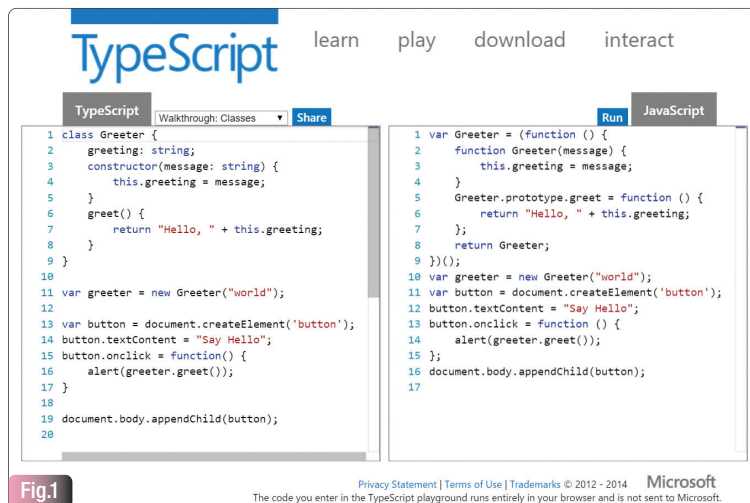 TypeScript learn play download interact
TypeScript Walkthrough: Classes Share
1 class Greeter {
2 greeting: string;
3 constructor(message: string) {
4 this.greeting = message;
5 }
6 greet() {
7 return "Hello, " + this.greeting;
8 }
9 }
10
11 var greeter = new Greeter("world");
12
13 var button = document.createElement('button');
14 button.textContent = "Say Hello";
15 button.onclick = function() {
16 alert(greeter.greet());
17 }
18
19 document.body.appendChild(button);
20
Run JavaScript
1 var Greeter = (function () {
2 function Greeter(message) {
3 this.greeting = message;
4 }
5 Greeter.prototype.greet = function () {
6 return "Hello, " + this.greeting;
7 };
8 return Greeter;
9 })();
10 var greeter = new Greeter("world");
11 var button = document.createElement('button');
12 button.textContent = "Say Hello";
13 button.onclick = function () {
14 alert(greeter.greet());
15 };
16 document.body.appendChild(button);
17
Fig.1
Privacy Statement | Terms of Use | Trademarks © 2012 - 2014 Microsoft
The code you enter in the TypeScript playground runs entirely in your browser and is not sent to Microsoft.